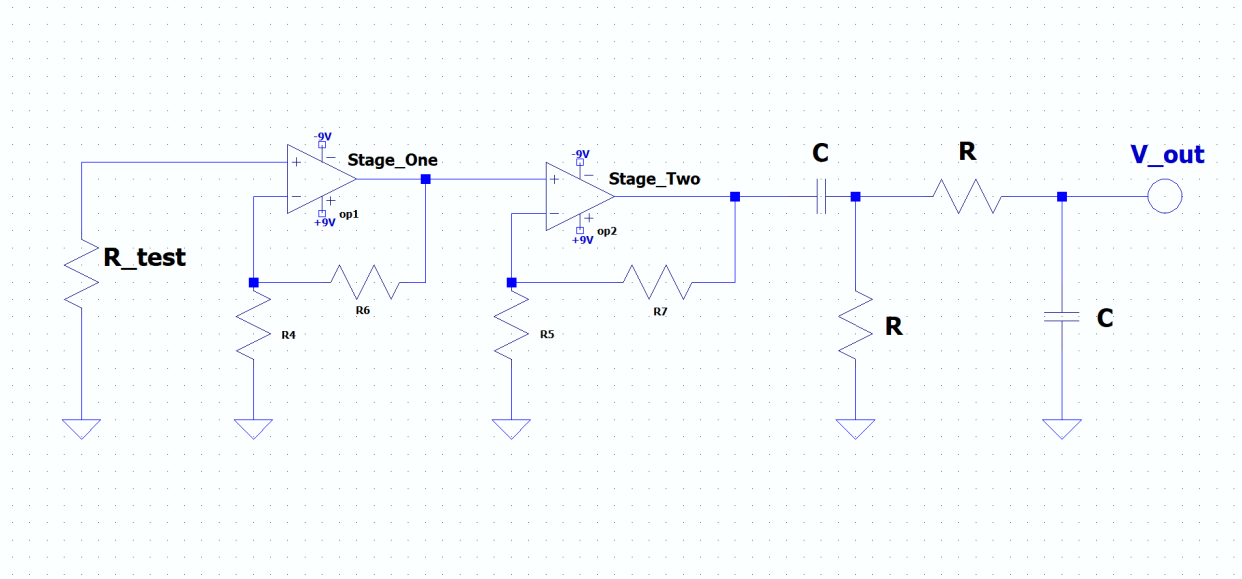 -9V
Stage_One
+
−
−
+
op1
+9V
-9V
Stage_Two
+
−
−
+
op2
+9V
C
R
V_out
R_test
R6
R4
R7
R5
R
C